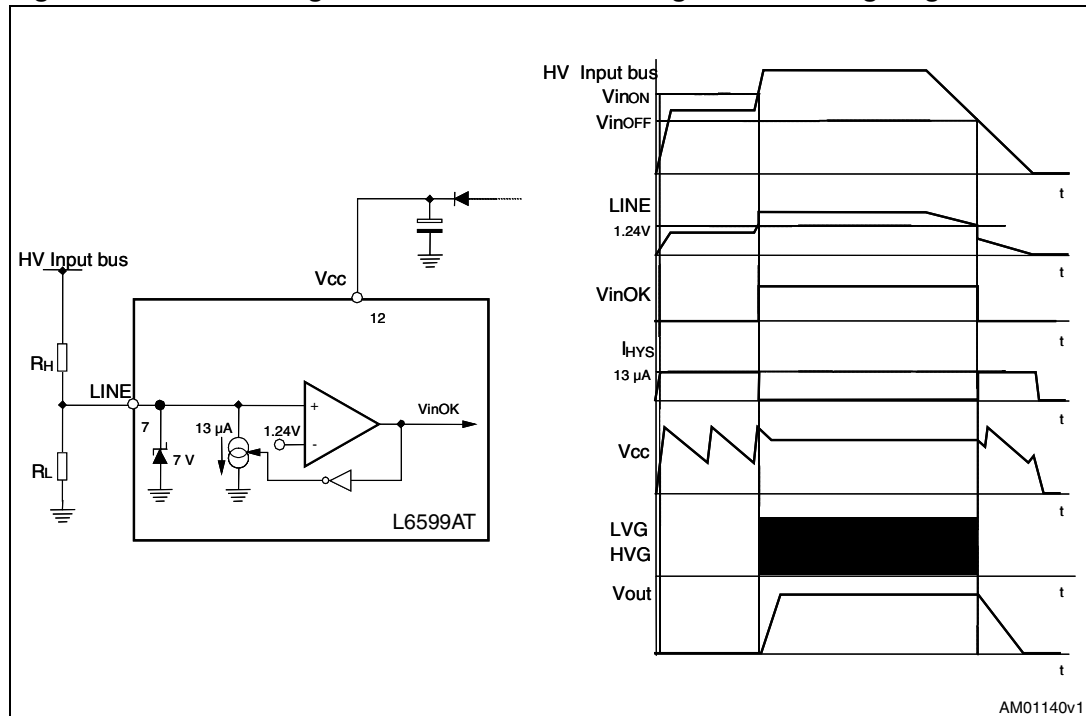 HV Input bus
RH
RL
LINE
7
7 V
13 µA
1.24V
VinOK
Vcc
12
L6599AT
HV Input bus
VinON
VinOFF
t
LINE
1.24V
t
VinOK
t
IHYS
13 µA
t
Vcc
t
LVG
HVG
t
Vout
t
AM01140v1